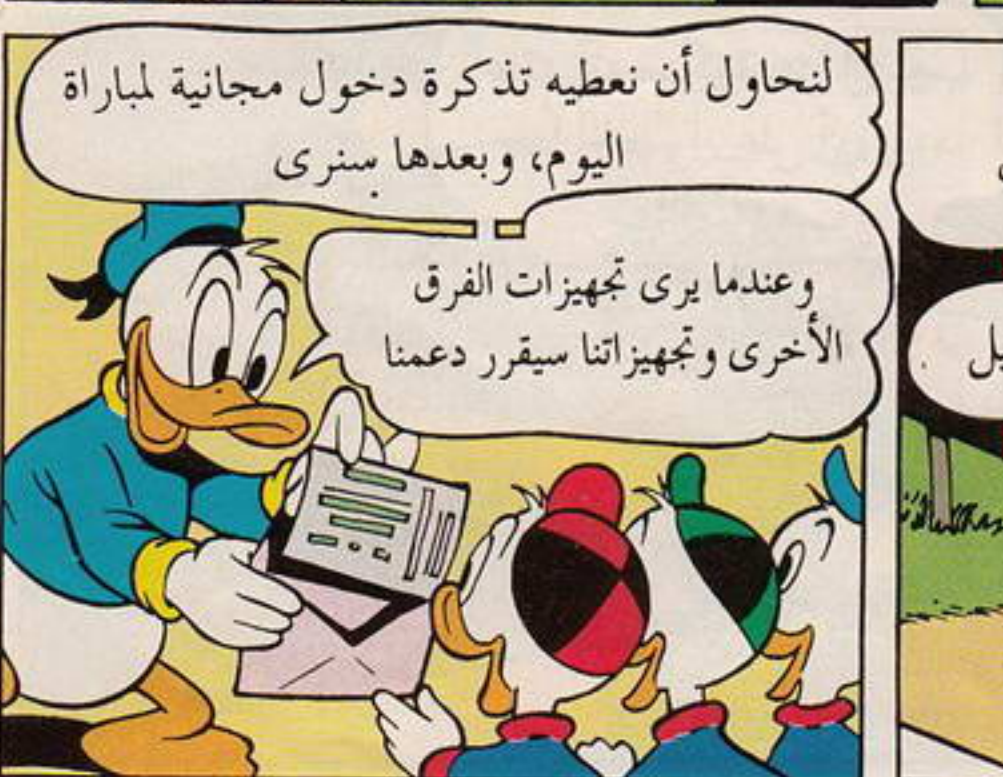 لنحاول أن نعطيه تذكرة دخول مجانية لمباراة
اليوم، وبعدها سنرى
وعندما يرى تجهيزات الفرق
الأخرى وتجهيزاتنا سيقرر دعمنا